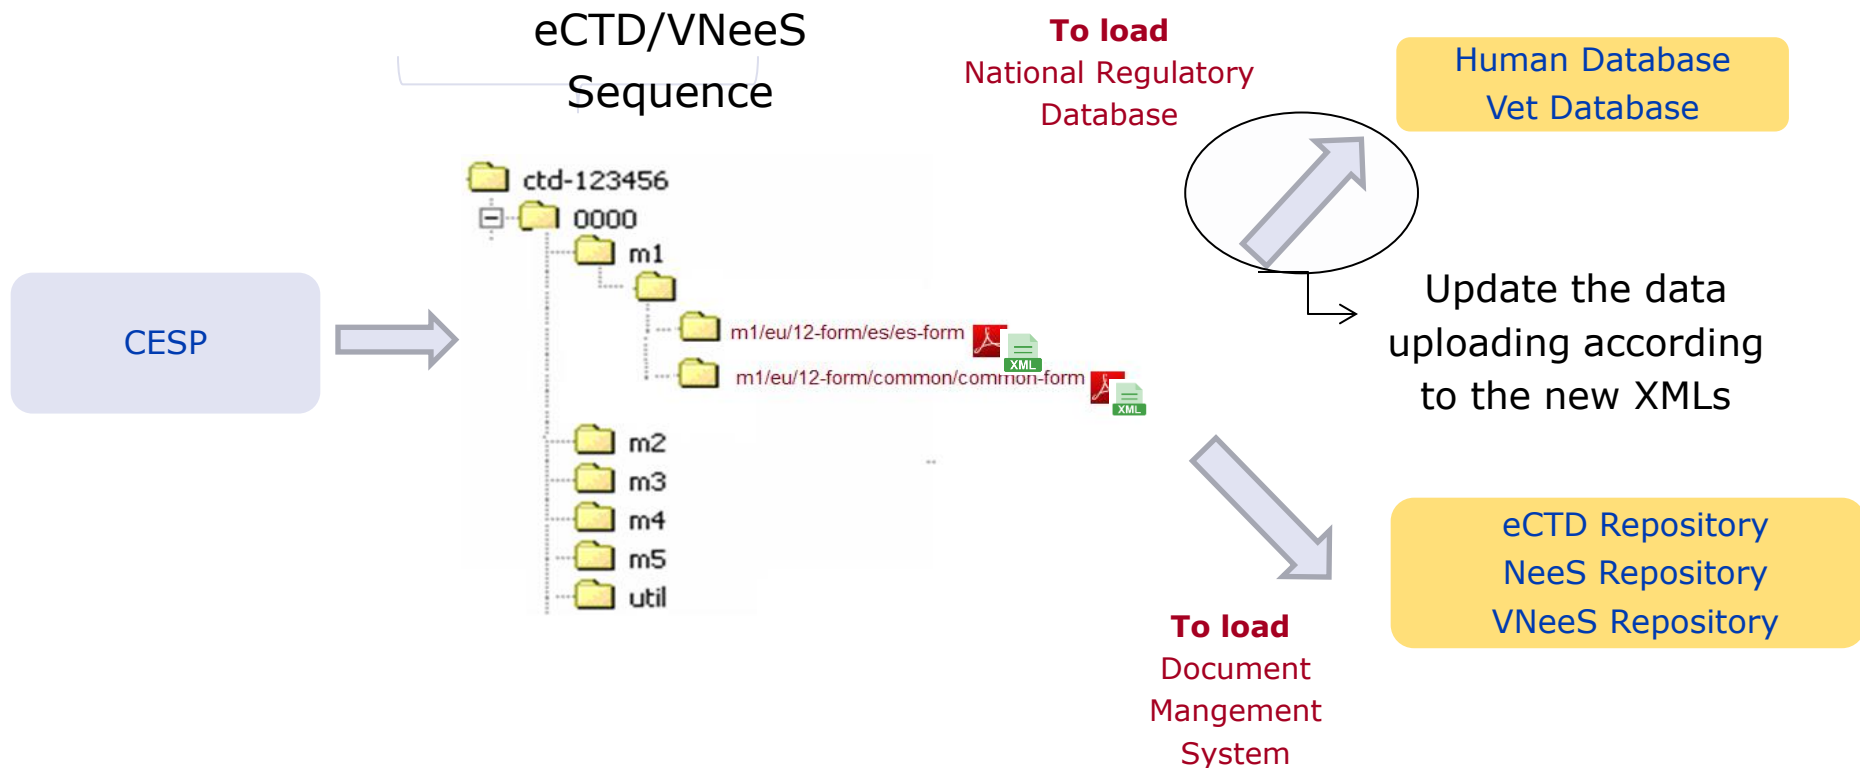 eCTD/VNeeS
Sequence
To load
National Regulatory
Database
Human Database
Vet Database
ctd-123456
0000
m1
m1/eu/12-form/es/es-form
XML
m1/eu/12-form/common/common-form
XML
m2
m3
m4
m5
util
CESP
Update the data
uploading according
to the new XMLs
eCTD Repository
NeeS Repository
VNeeS Repository
To load
Document
Mangement
System